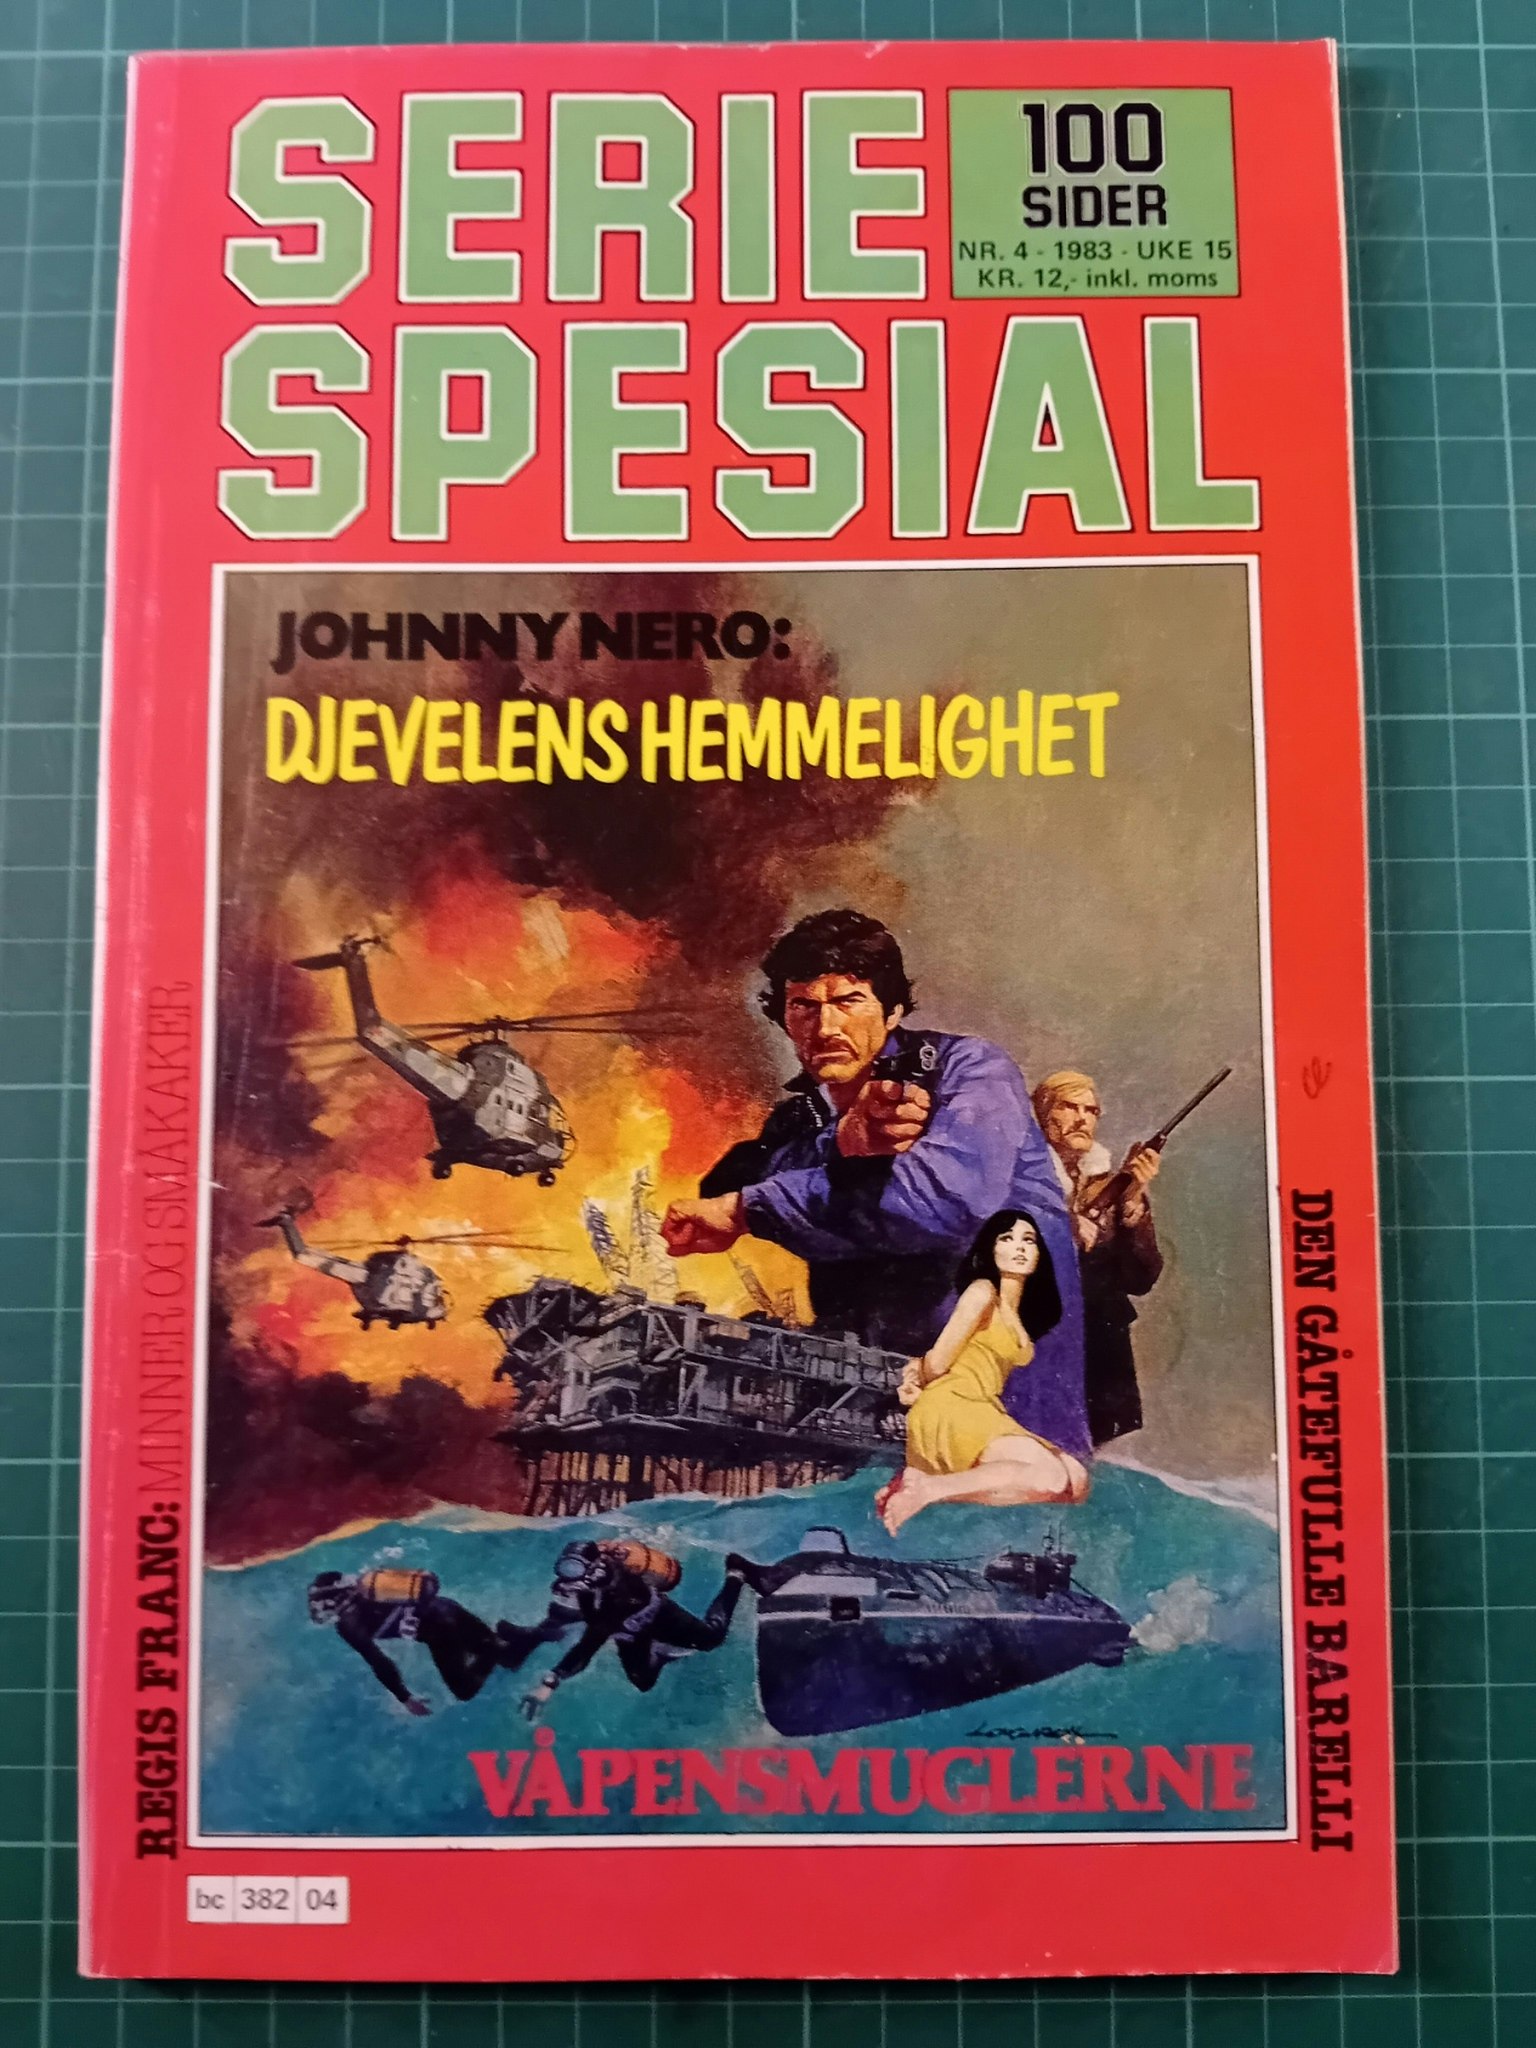 SERIE
SPESIAL
100
SIDER
NR. 4 - 1983 - UKE 15
KR. 12,- inkl. moms
JOHNNY NERO:
DJEVELENS HEMMELIGHET
REGIS FRANC: MINNER OG SMÅKAKER
DEN GÅTEFULLE BARELLI
VÅPENSMUGLERNE
bc 382 04